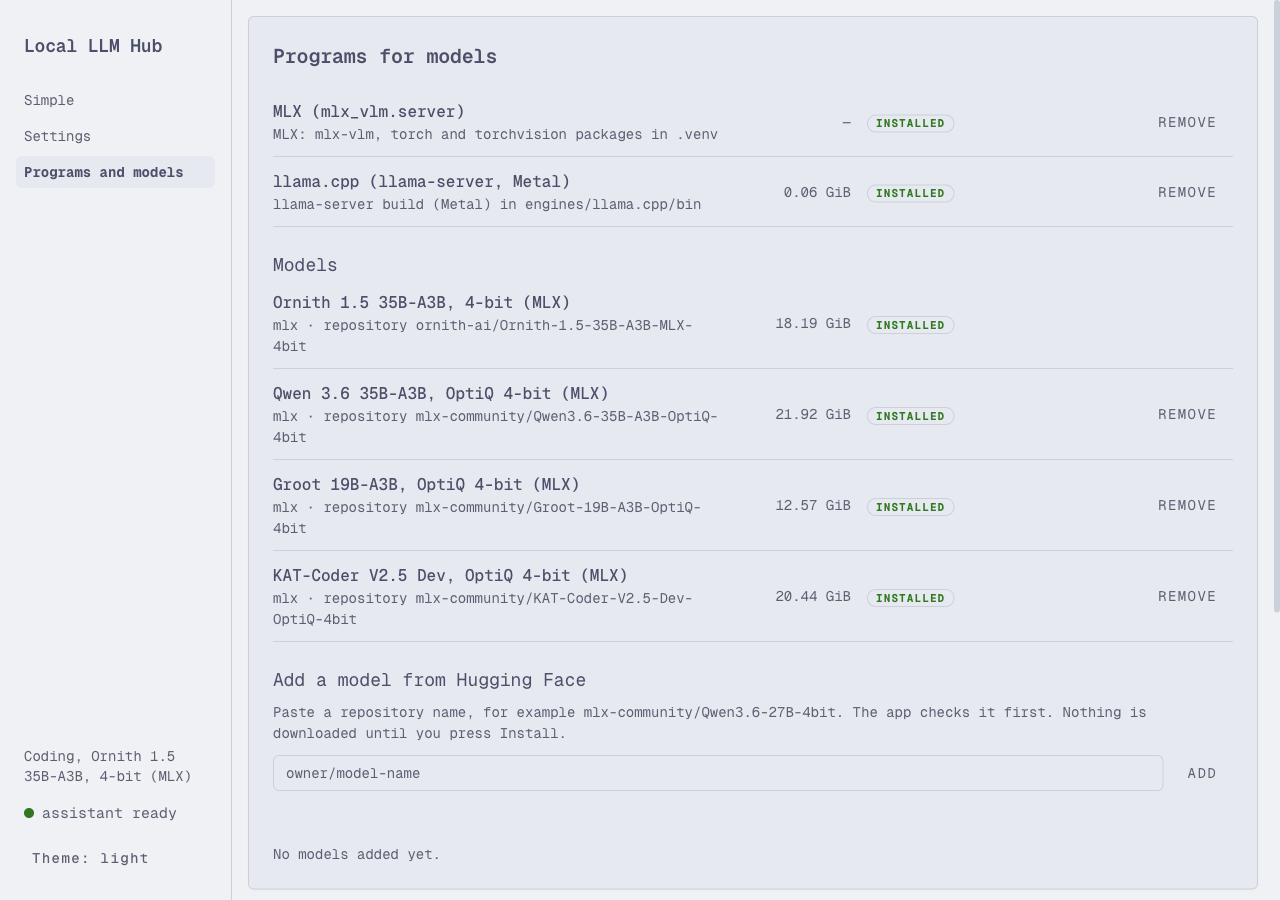 Local LLM Hub
Simple
Settings
Programs and models
Coding, Ornith 1.5
35B-A3B, 4-bit (MLX)
assistant ready
Theme: light
Programs for models
MLX (mlx_vlm.server)
MLX: mlx-vlm, torch and torchvision packages in .venv
— INSTALLED REMOVE
llama.cpp (llama-server, Metal)
llama-server build (Metal) in engines/llama.cpp/bin
0.06 GiB INSTALLED REMOVE
Models
Ornith 1.5 35B-A3B, 4-bit (MLX)
mlx · repository ornith-ai/Ornith-1.5-35B-A3B-MLX-
4bit
18.19 GiB INSTALLED
Qwen 3.6 35B-A3B, OptiQ 4-bit (MLX)
mlx · repository mlx-community/Qwen3.6-35B-A3B-OptiQ-
4bit
21.92 GiB INSTALLED REMOVE
Groot 19B-A3B, OptiQ 4-bit (MLX)
mlx · repository mlx-community/Groot-19B-A3B-OptiQ-
4bit
12.57 GiB INSTALLED REMOVE
KAT-Coder V2.5 Dev, OptiQ 4-bit (MLX)
mlx · repository mlx-community/KAT-Coder-V2.5-Dev-
OptiQ-4bit
20.44 GiB INSTALLED REMOVE
Add a model from Hugging Face
Paste a repository name, for example mlx-community/Qwen3.6-27B-4bit. The app checks it first. Nothing is
downloaded until you press Install.
owner/model-name ADD
No models added yet.